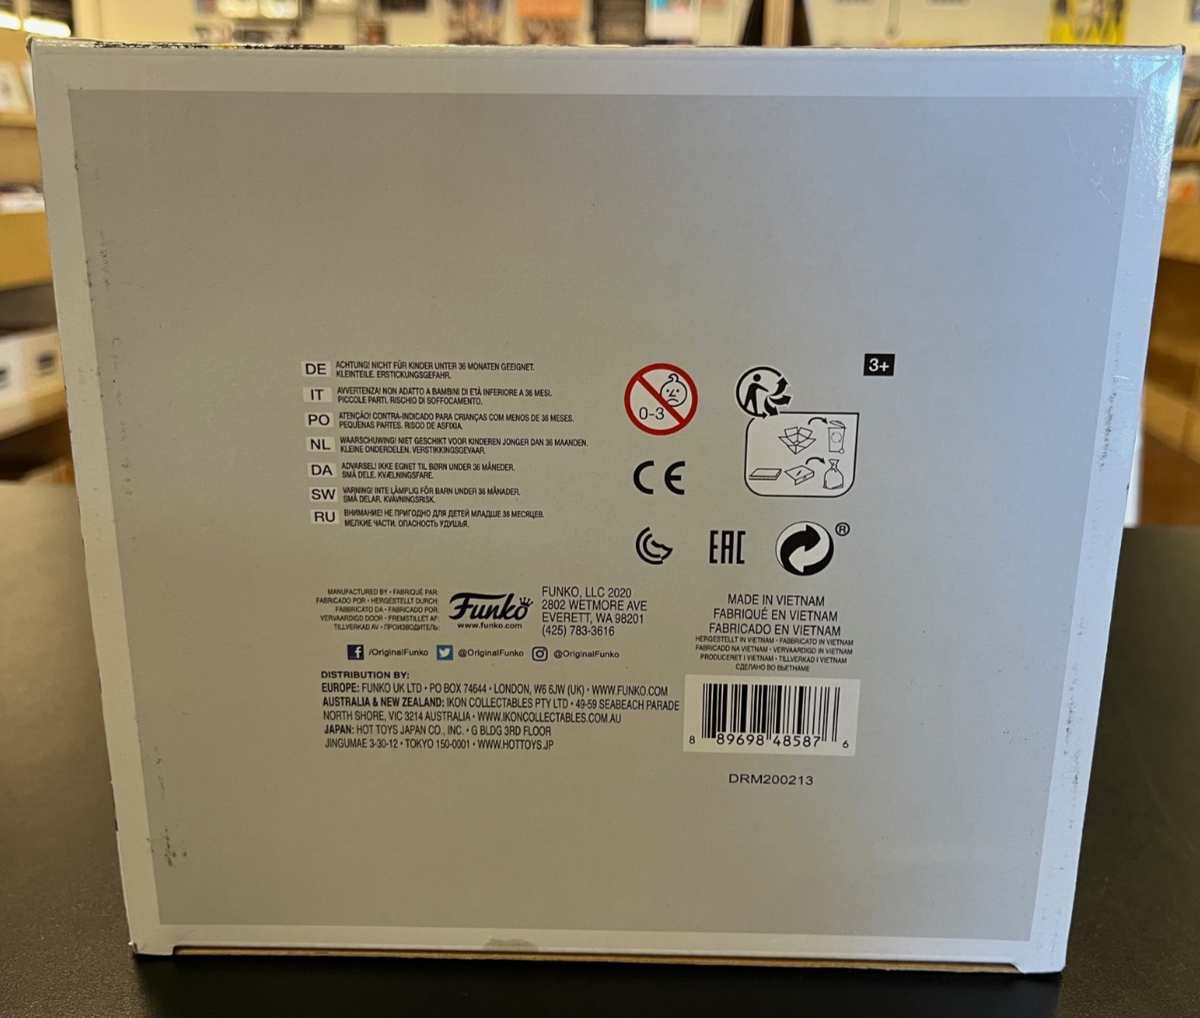 3+
DE ACHTUNG! NICHT FÜR KINDER UNTER 36 MONATEN GEEIGNET.
KLEINTEILE. ERSTICKUNGSGEFAHR.
IT AVVERTENZA! NON ADATTO A BAMBINI DI ETÀ INFERIORE A 36 MESI.
PICCOLE PARTI. RISCHIO DI SOFFOCAMENTO.
PO ATENÇÃO! CONTRA-INDICADO PARA CRIANÇAS COM MENOS DE 36 MESES.
PEQUENAS PARTES. RISCO DE ASFIXIA.
NL WAARSCHUWING! NIET GESCHIKT VOOR KINDEREN JONGER DAN 36 MAANDEN.
KLEINE ONDERDELEN. VERSTIKKINGSGEVAAR.
DA ADVARSEL! IKKE EGNET TIL BØRN UNDER 36 MÅNEDER.
SMÅ DELE. KVÆLNINGSFARE.
SW VARNING! INTE LÄMPLIG FÖR BARN UNDER 36 MÅNADER.
SMÅ DELAR. KVÄVNINGSRISK.
RU ВНИМАНИЕ! НЕ ПРИГОДНО ДЛЯ ДЕТЕЙ МЛАДШЕ 36 МЕСЯЦЕВ.
МЕЛКИЕ ЧАСТИ. ОПАСНОСТЬ УДУШЬЯ.
0-3
CE
EAC
®
MANUFACTURED BY • FABRIQUÉ PAR:
FABRICADO POR • HERGESTELLT DURCH:
FABBRICATO DA • FABRICADO POR:
VERVAARDIGD DOOR • FREMSTILLET AF:
TILLVERKAD AV • ПРОИЗВОДИТЕЛЬ:
Funko
www.funko.com
FUNKO, LLC 2020
2802 WETMORE AVE
EVERETT, WA 98201
(425) 783-3616
/OriginalFunko @OriginalFunko @OriginalFunko
DISTRIBUTION BY:
EUROPE: FUNKO UK LTD • PO BOX 74644 • LONDON, W6 6JW (UK) • WWW.FUNKO.COM
AUSTRALIA & NEW ZEALAND: IKON COLLECTABLES PTY LTD • 49-59 SEABEACH PARADE
NORTH SHORE, VIC 3214 AUSTRALIA • WWW.IKONCOLLECTABLES.COM.AU
JAPAN: HOT TOYS JAPAN CO., INC. • G BLDG 3RD FLOOR
JINGUMAE 3-30-12 • TOKYO 150-0001 • WWW.HOTTOYS.JP
MADE IN VIETNAM
FABRIQUÉ EN VIETNAM
FABRICADO EN VIETNAM
HERGESTELLT IN VIETNAM • FABBRICATO IN VIETNAM
FABRICADO NA VIETNAM • VERVAARDIGD IN VIETNAM
PRODUCERET I VIETNAM • TILLVERKAD I VIETNAM
СДЕЛАНО ВО ВЬЕТНАМЕ
8 89698 48587 6
DRM200213